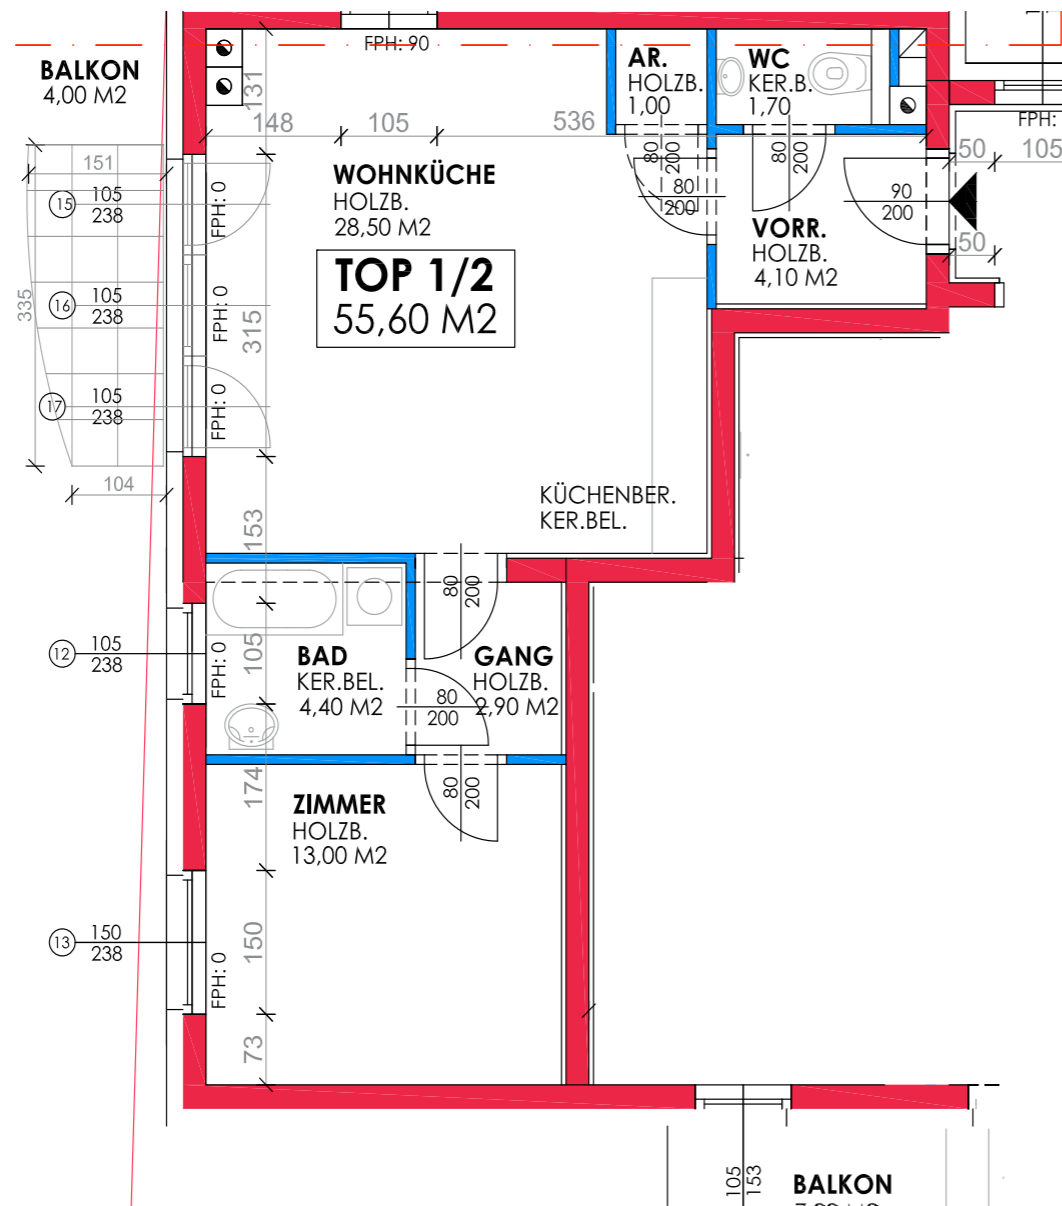 FPH: 90
BALKON
4,00 M2
AR.
HOLZB.
1,00
WC
KER.B.
1,70
131
148
105
536
FPH:
50
105
80
200
80
200
80
200
90
200
151
15
105
238
FPH: 0
WOHNKÜCHE
HOLZB.
28,50 M2
VORR.
HOLZB.
4,10 M2
50
TOP 1/2
55,60 M2
335
16
105
238
FPH: 0
315
17
105
238
FPH: 0
104
153
KÜCHENBER.
KER.BEL.
80
200
12
105
238
FPH: 0
105
BAD
KER.BEL.
4,40 M2
GANG
HOLZB.
2,90 M2
80
200
174
80
200
ZIMMER
HOLZB.
13,00 M2
13
150
238
FPH: 0
150
73
105
153
BALKON